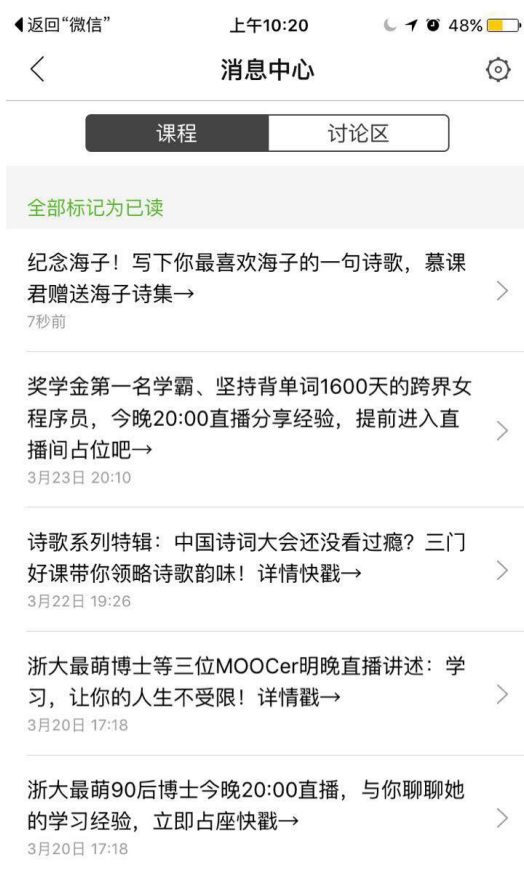 返回“微信”
上午10:20
48%
消息中心
课程
讨论区
全部标记为已读
纪念海子！写下你最喜欢海子的一句诗歌，慕课
君赠送海子诗集→
7秒前
奖学金第一名学霸、坚持背单词1600天的跨界女
程序员，今晚20:00直播分享经验，提前进入直
播间占位吧→
3月23日 20:10
诗歌系列特辑：中国诗词大会还没看过瘾？三门
好课带你领略诗歌韵味！详情快戳→
3月22日 19:26
浙大最萌博士等三位MOOCer明晚直播讲述：学
习，让你的人生不受限！详情戳→
3月20日 17:18
浙大最萌90后博士今晚20:00直播，与你聊聊她
的学习经验，立即占座快戳→
3月20日 17:18